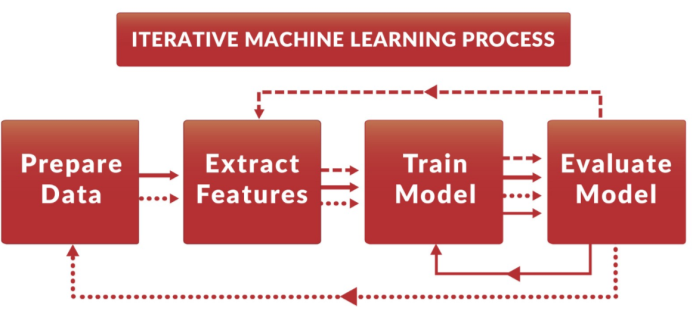 ITERATIVE MACHINE LEARNING PROCESS
Prepare
Data
Extract
Features
Train
Model
Evaluate
Model